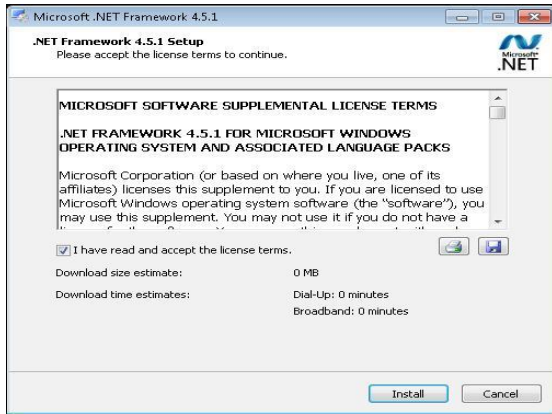 Microsoft .NET Framework 4.5.1
.NET Framework 4.5.1 Setup
Please accept the license terms to continue.
Microsoft
.NET
MICROSOFT SOFTWARE SUPPLEMENTAL LICENSE TERMS
.NET FRAMEWORK 4.5.1 FOR MICROSOFT WINDOWS
OPERATING SYSTEM AND ASSOCIATED LANGUAGE PACKS
Microsoft Corporation (or based on where you live, one of its
affiliates) licenses this supplement to you. If you are licensed to use
Microsoft Windows operating system software (the "software"), you
may use this supplement. You may not use it if you do not have a
I have read and accept the license terms.
Download size estimate: 0 MB
Download time estimates: Dial-Up: 0 minutes
Broadband: 0 minutes
Install Cancel